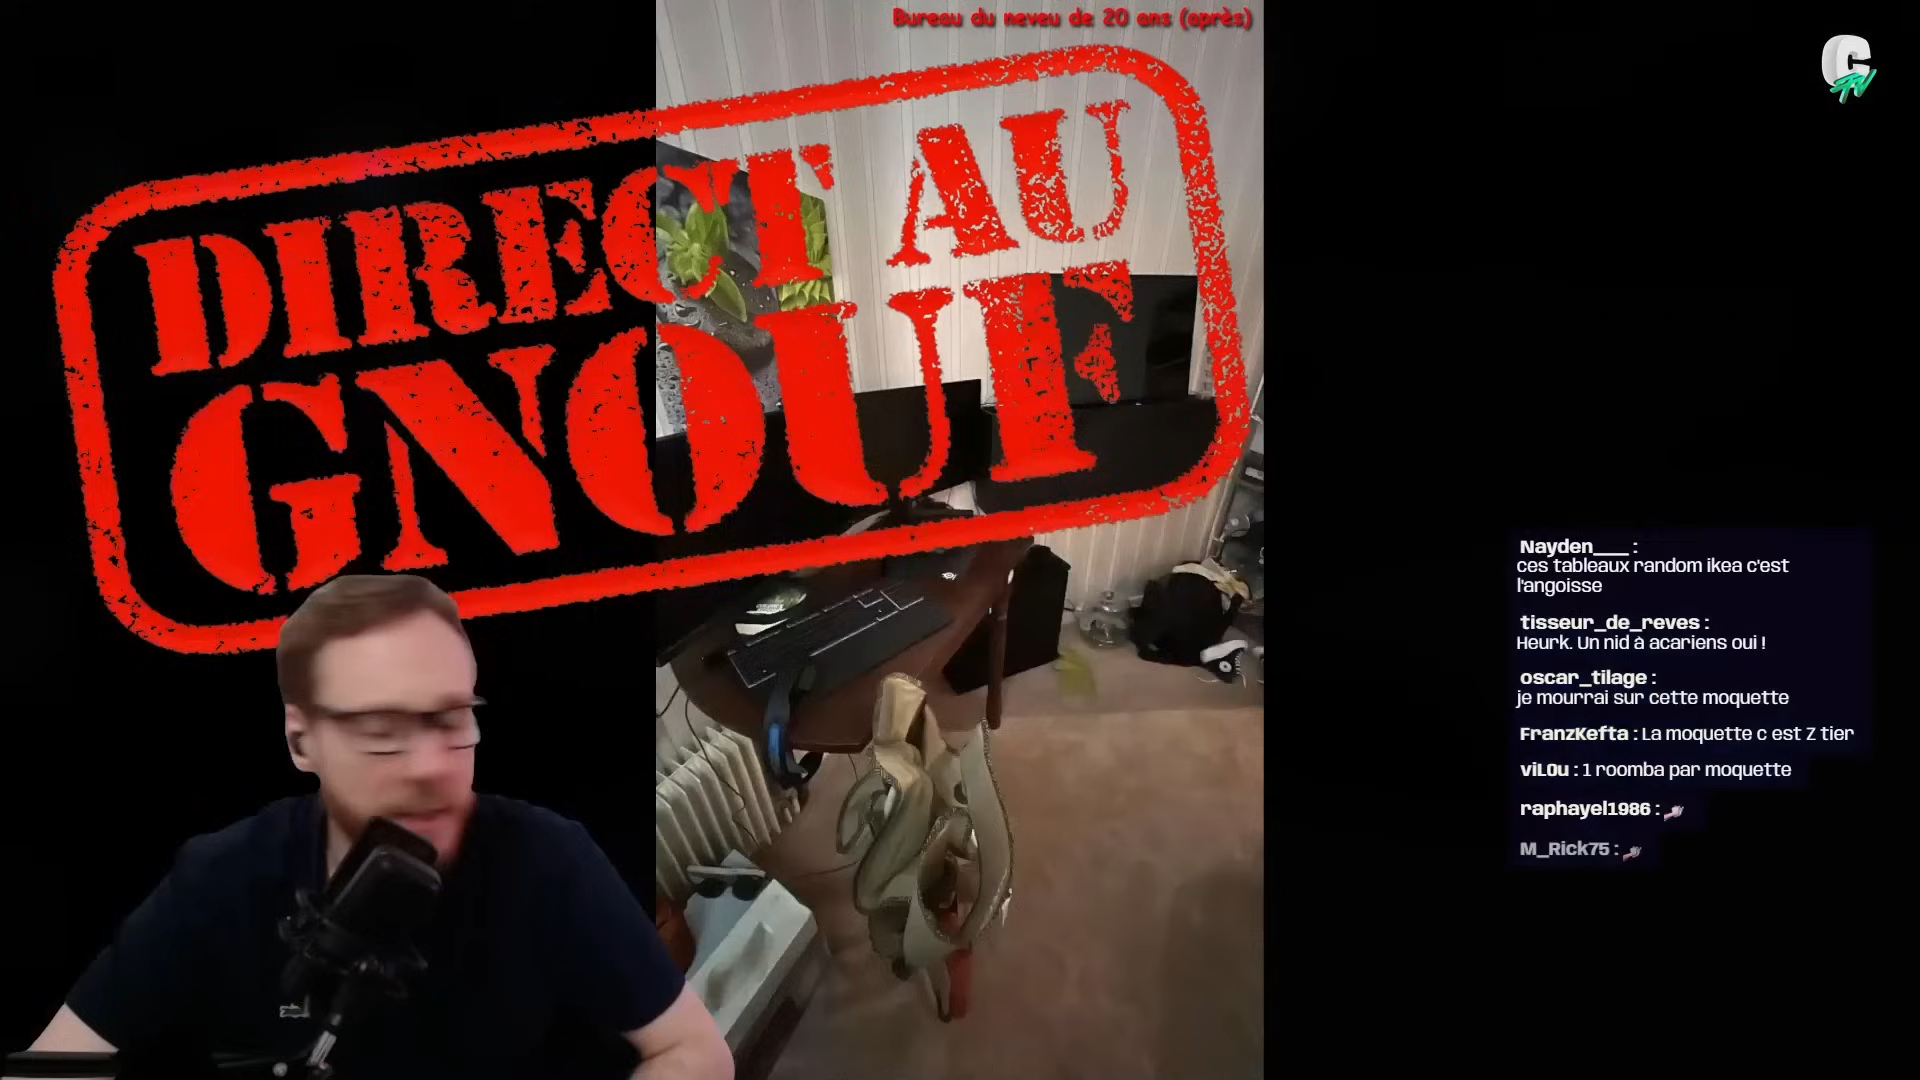 Bureau du neveu de 20 ans (après)
DIRECT AU
GNOUF
Nayden___ :
ces tableaux random ikea c'est
l'angoisse
tisseur_de_reves :
Heurk. Un nid à acariens oui !
oscar_tilage :
je mourrai sur cette moquette
FranzKefta : La moquette c est Z tier
viL0u : 1 roomba par moquette
raphayel1986 :
M_Rick75 :